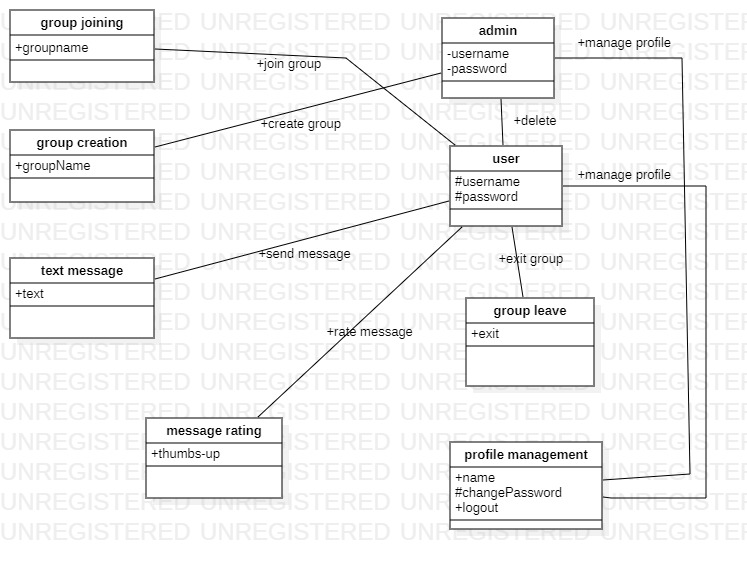 group joining
+groupname
admin
-username
-password
+manage profile
+join group
+create group
+delete
group creation
+groupName
user
#username
#password
+manage profile
+send message
+exit group
text message
+text
group leave
+exit
+rate message
message rating
+thumbs-up
profile management
+name
#changePassword
+logout
UNREGISTERED